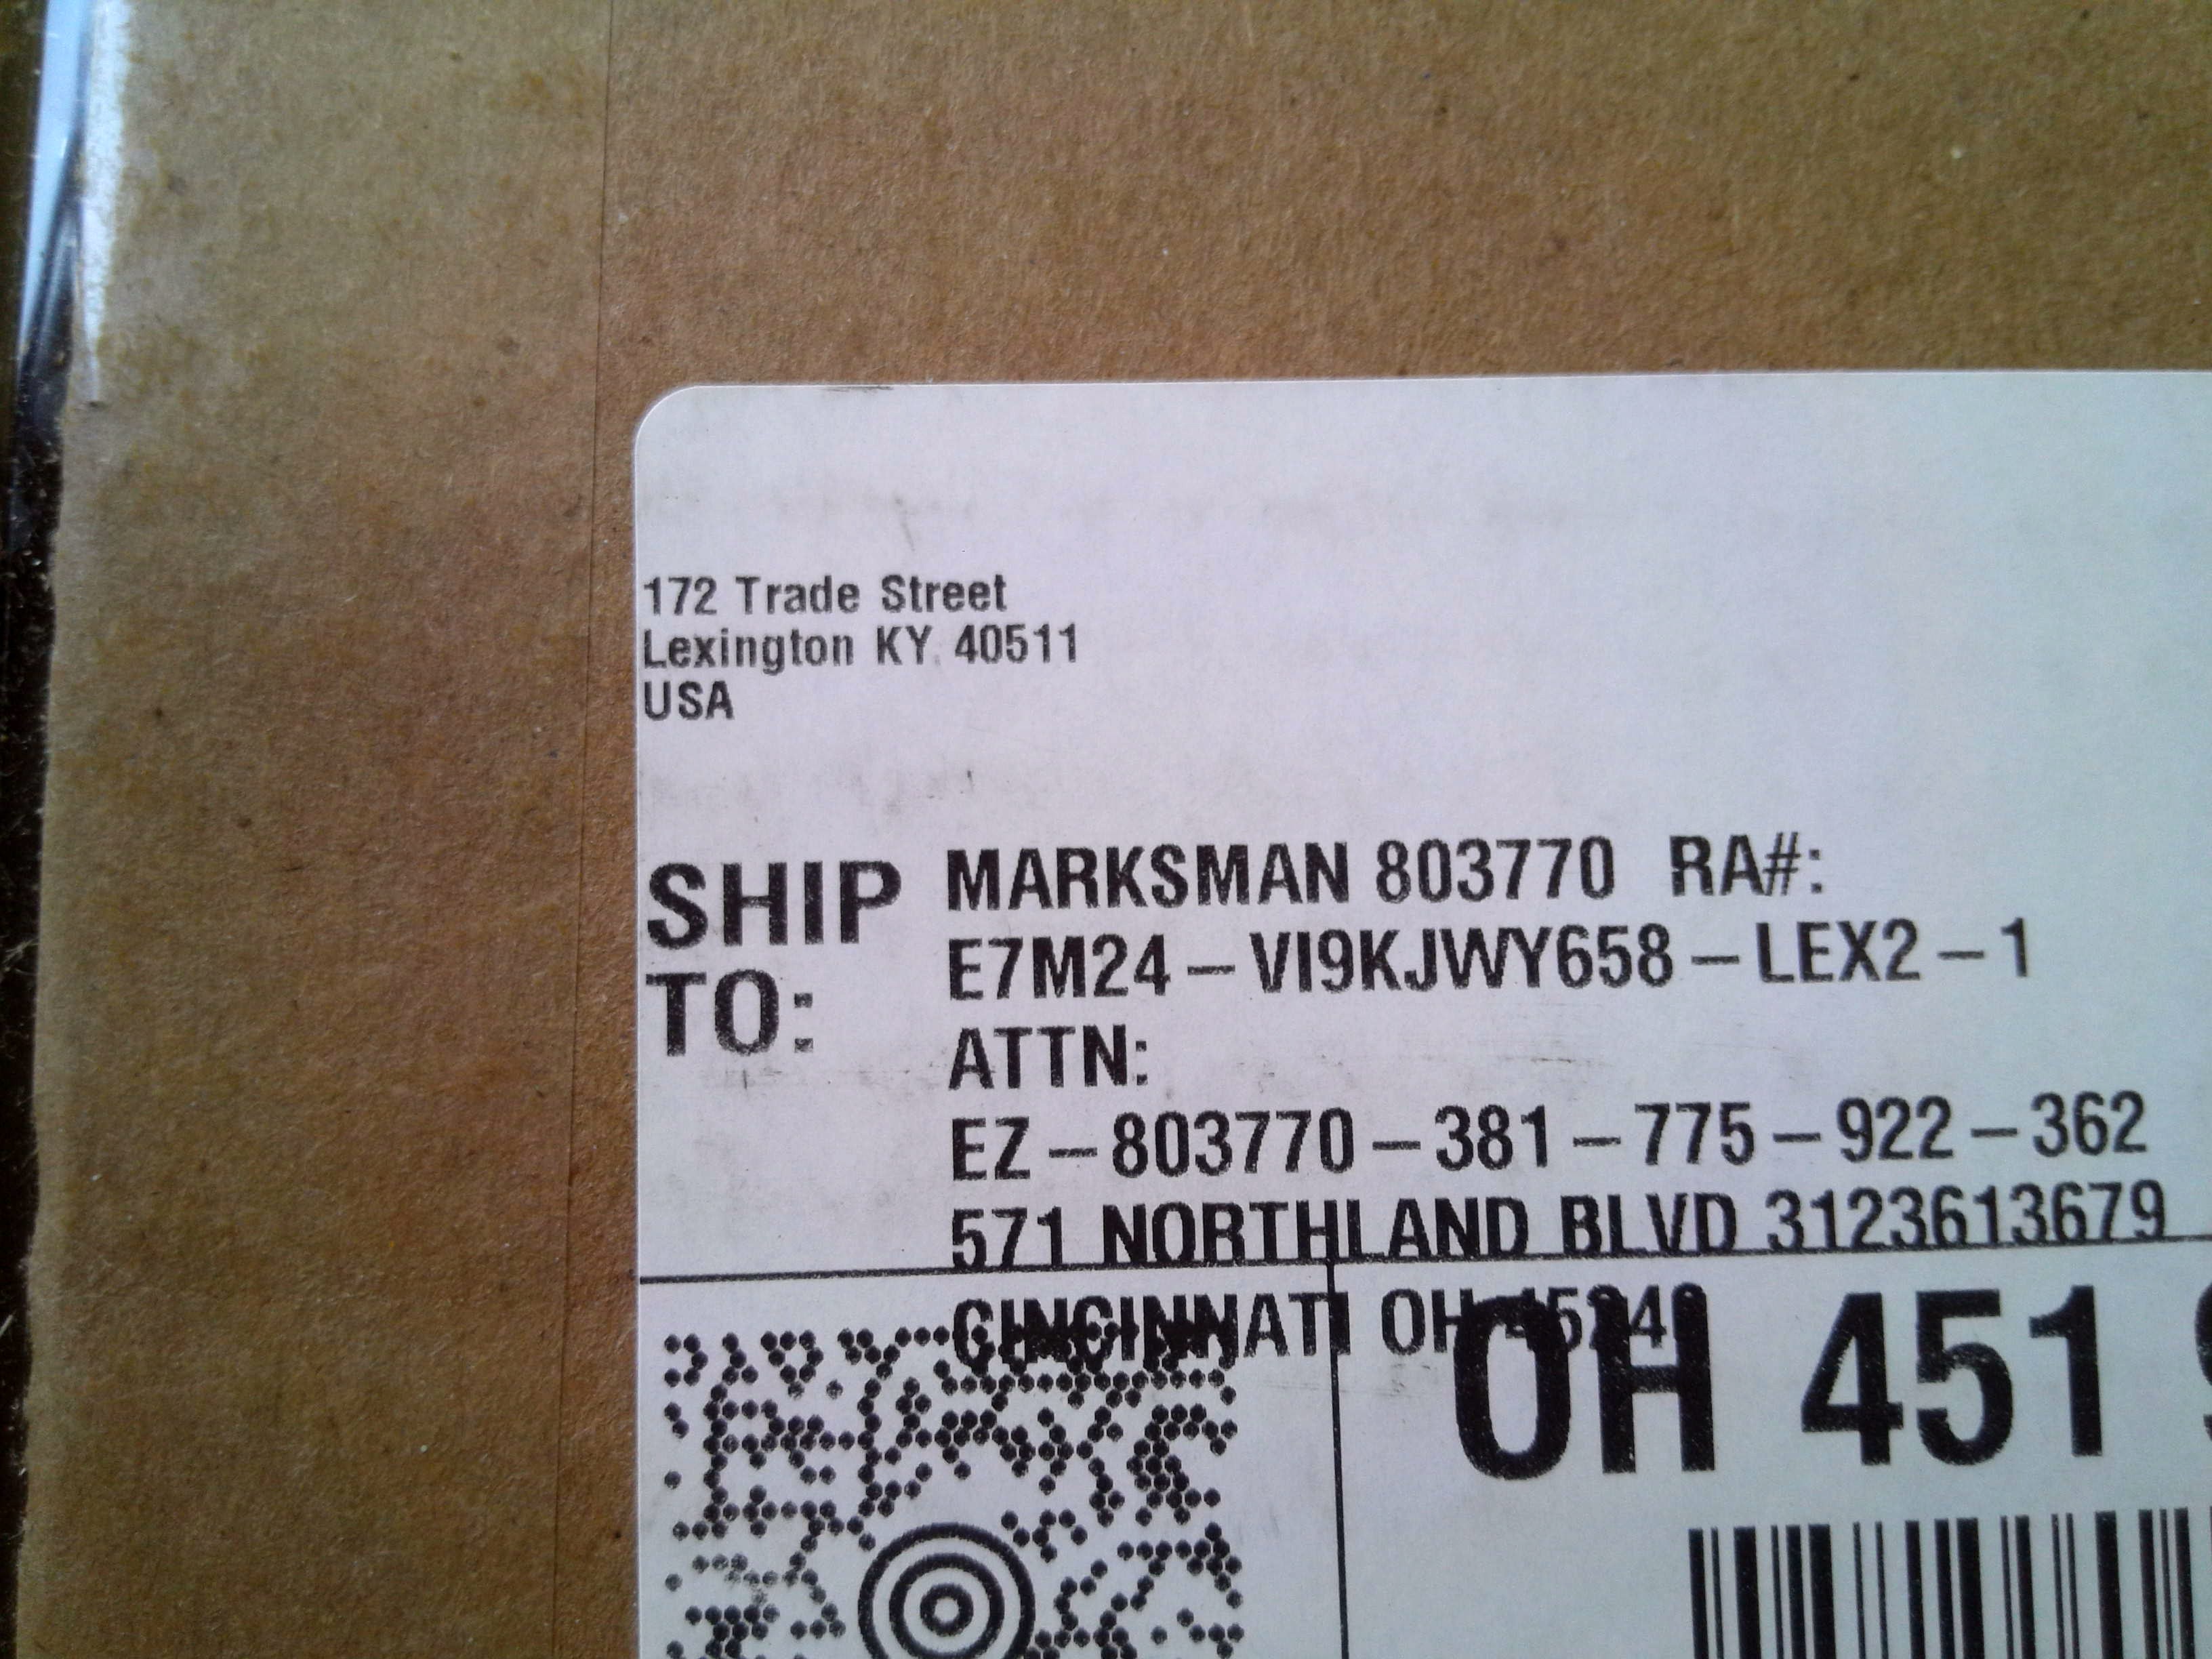 172 Trade Street
Lexington KY 40511
USA
SHIP TO:
MARKSMAN 803770 RA#:
E7M24-VI9KJWY658-LEX2-1
ATTN:
EZ-803770-381-775-922-362
571 NORTHLAND BLVD 3123613679
CINCINNATI OH
OH 451